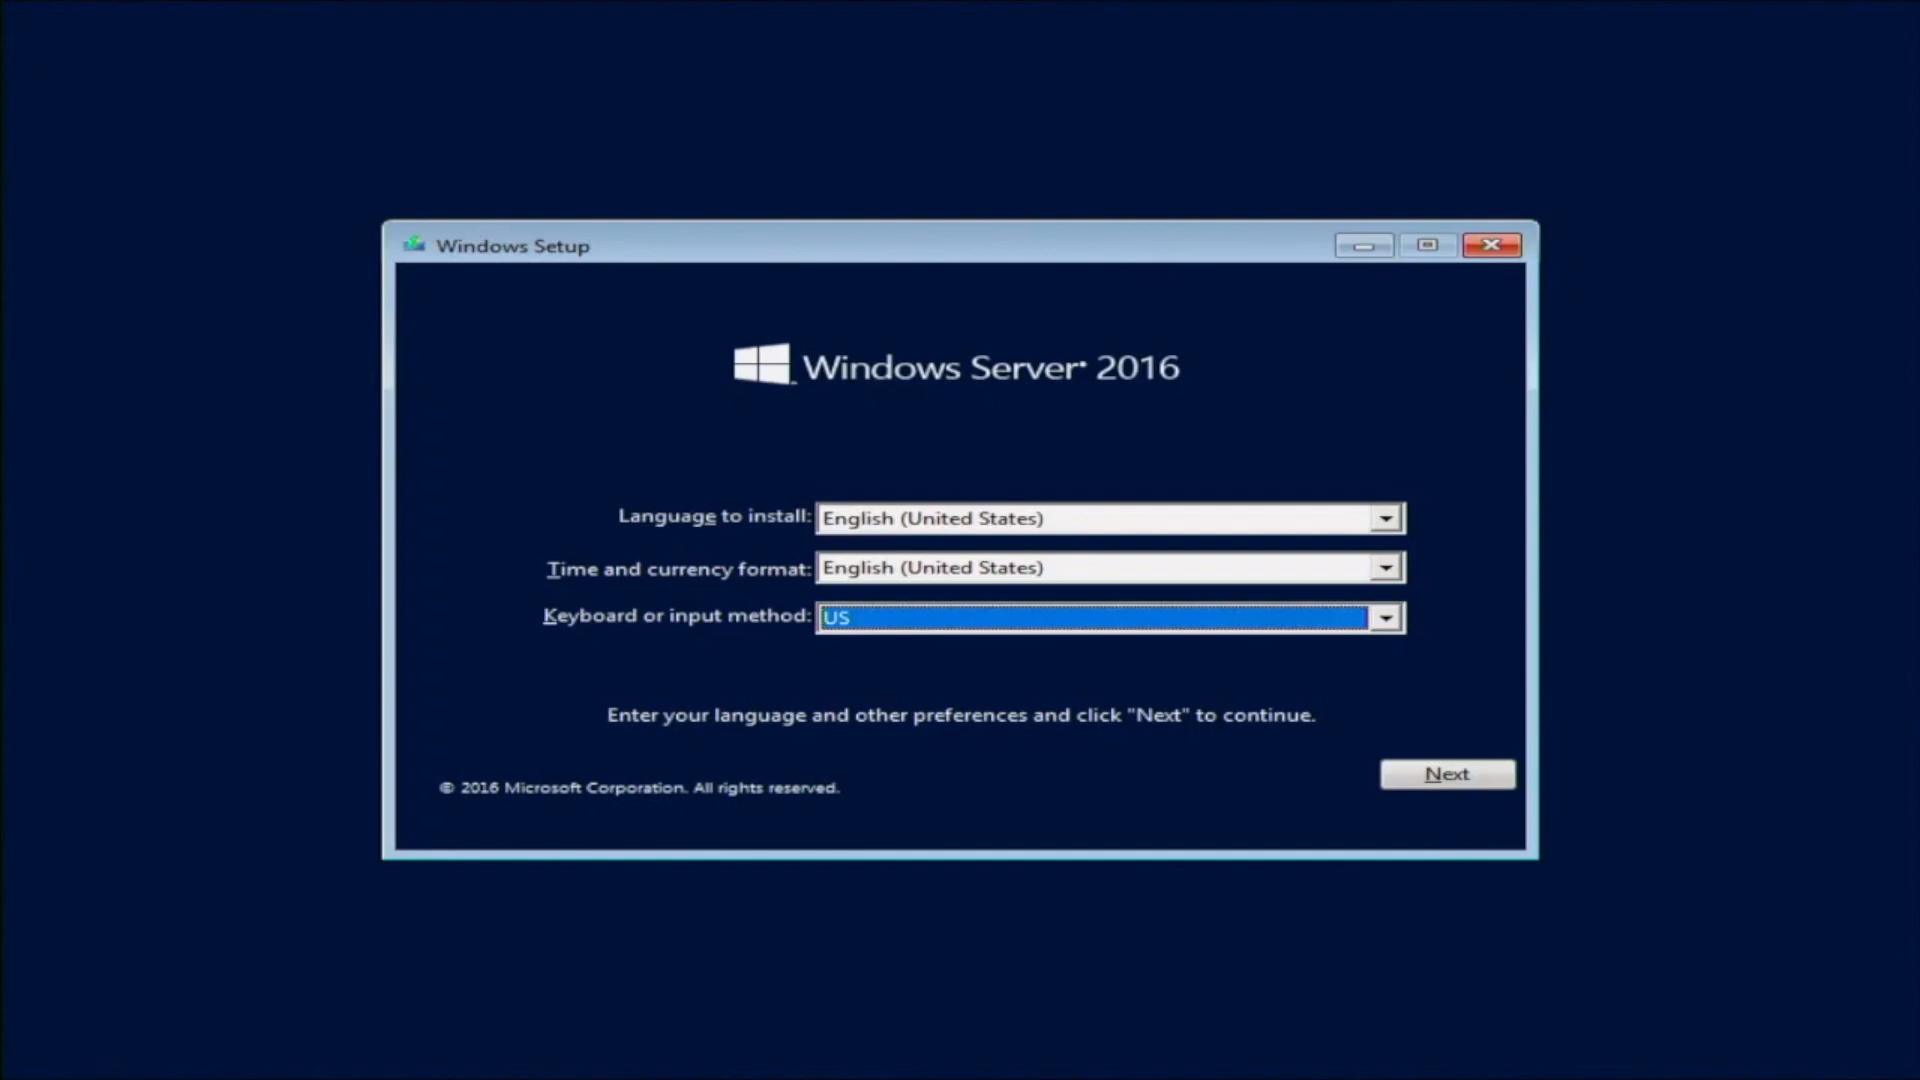 Windows Setup
Windows Server 2016
Language to install: English (United States)
Time and currency format: English (United States)
Keyboard or input method: US
Enter your language and other preferences and click "Next" to continue.
© 2016 Microsoft Corporation. All rights reserved.
Next